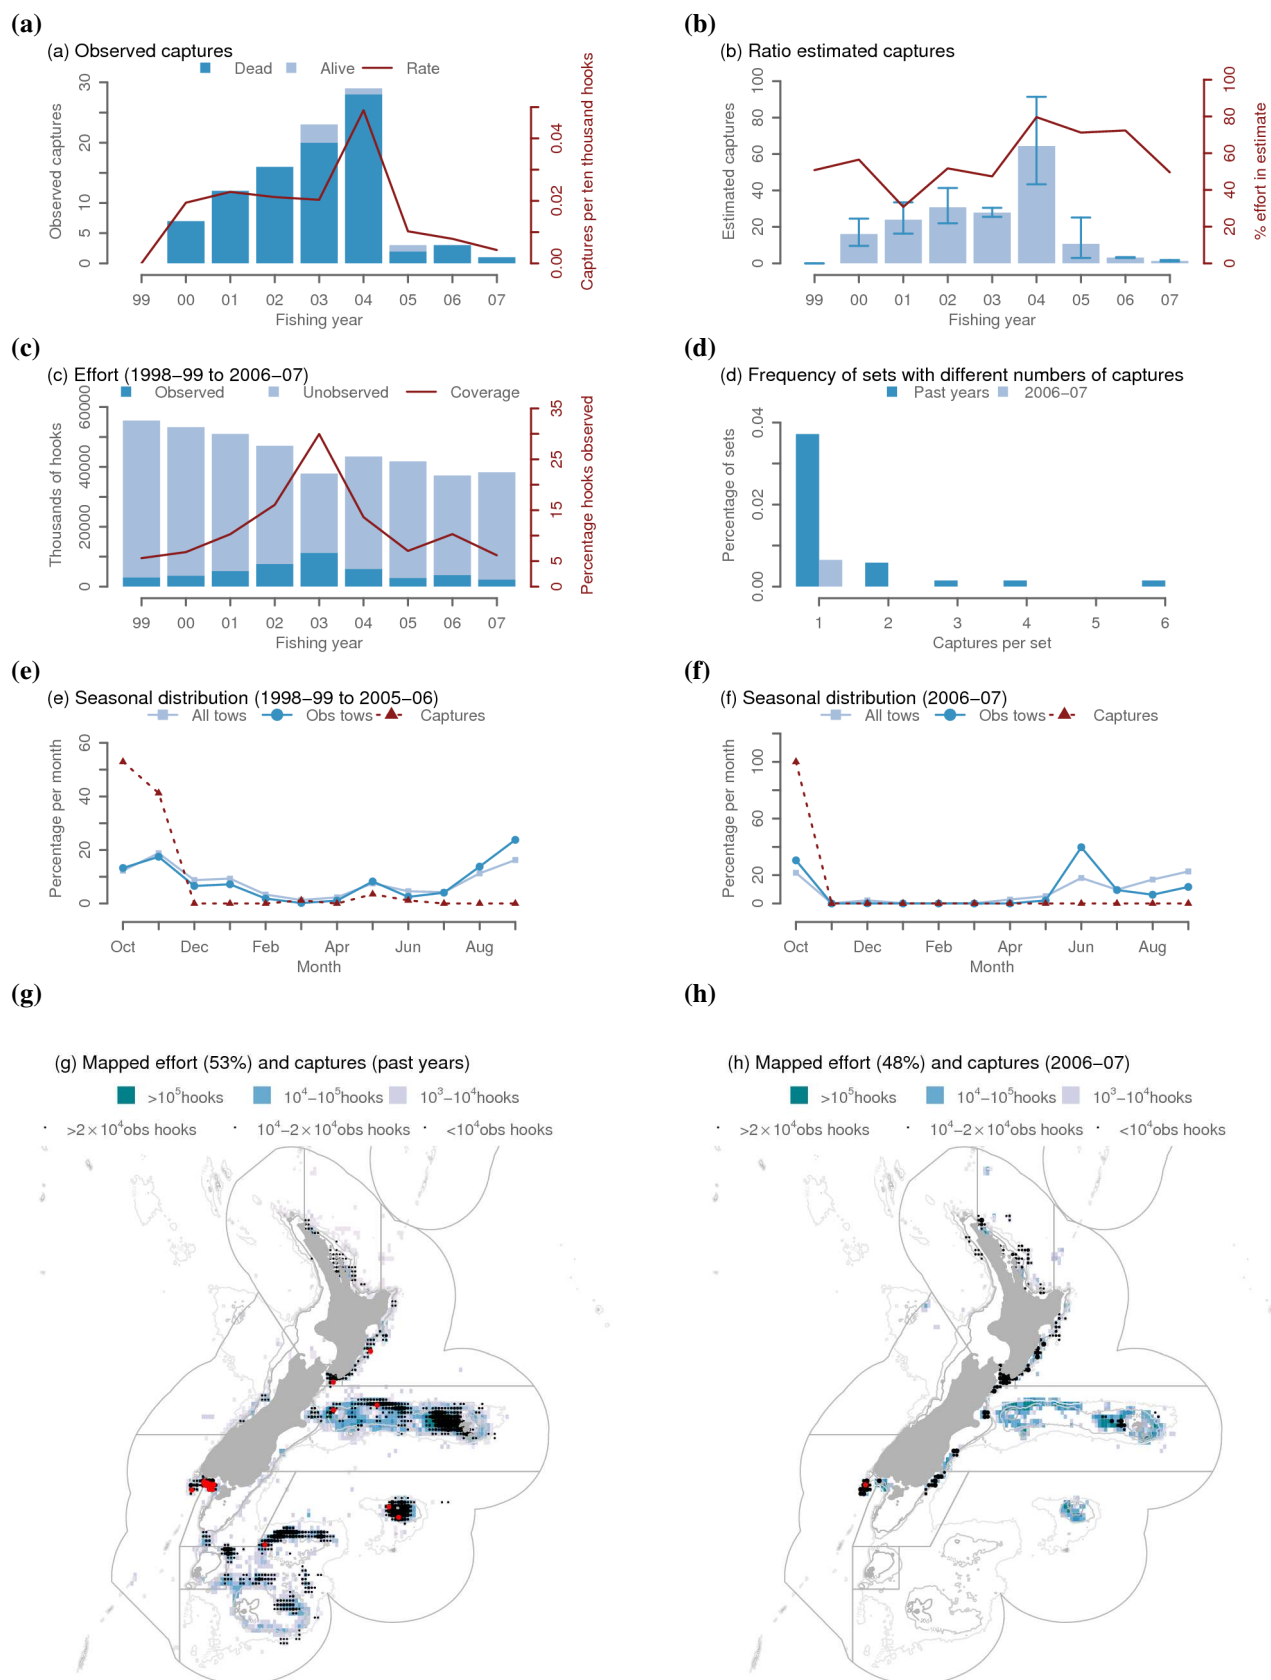 (a)
(b)
(a) Observed captures
Dead Alive Rate
Observed captures
0 5 10 20 30
0.00 0.02 0.04
Captures per ten thousand hooks
99 00 01 02 03 04 05 06 07
Fishing year
(b) Ratio estimated captures
Estimated captures
0 20 40 60 80 100
0 20 40 60 80 100
% effort in estimate
99 00 01 02 03 04 05 06 07
Fishing year
(c)
(d)
(c) Effort (1998–99 to 2006–07)
Observed Unobserved Coverage
Thousands of hooks
0 20000 40000 60000
5 15 25 35
0
Percentage hooks observed
99 00 01 02 03 04 05 06 07
Fishing year
(d) Frequency of sets with different numbers of captures
Past years 2006–07
Percentage of sets
0.00 0.02 0.04
1 2 3 4 5 6
Captures per set
(e)
(f)
(e) Seasonal distribution (1998–99 to 2005–06)
All tows Obs tows Captures
Percentage per month
0 20 40 60
Oct Dec Feb Apr Jun Aug
Month
(f) Seasonal distribution (2006–07)
All tows Obs tows Captures
Percentage per month
0 20 60 100
Oct Dec Feb Apr Jun Aug
Month
(g)
(h)
(g) Mapped effort (53%) and captures (past years)
>10⁵hooks 10⁴–10⁵hooks 10³–10⁴hooks
>2×10⁴obs hooks 10⁴–2×10⁴obs hooks <10⁴obs hooks
(h) Mapped effort (48%) and captures (2006–07)
>10⁵hooks 10⁴–10⁵hooks 10³–10⁴hooks
>2×10⁴obs hooks 10⁴–2×10⁴obs hooks <10⁴obs hooks